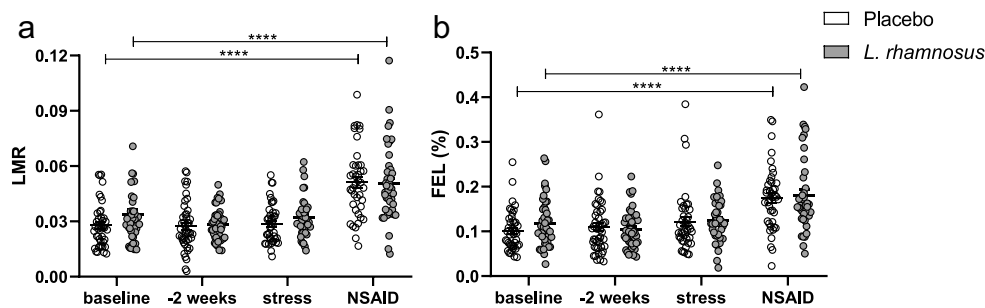 a
****
****
0.12
0.09
0.06
0.03
0.00
LMR
baseline
-2 weeks
stress
NSAID
b
****
****
0.5
0.4
0.3
0.2
0.1
0.0
FEL (%)
baseline
-2 weeks
stress
NSAID
Placebo
L. rhamnosus